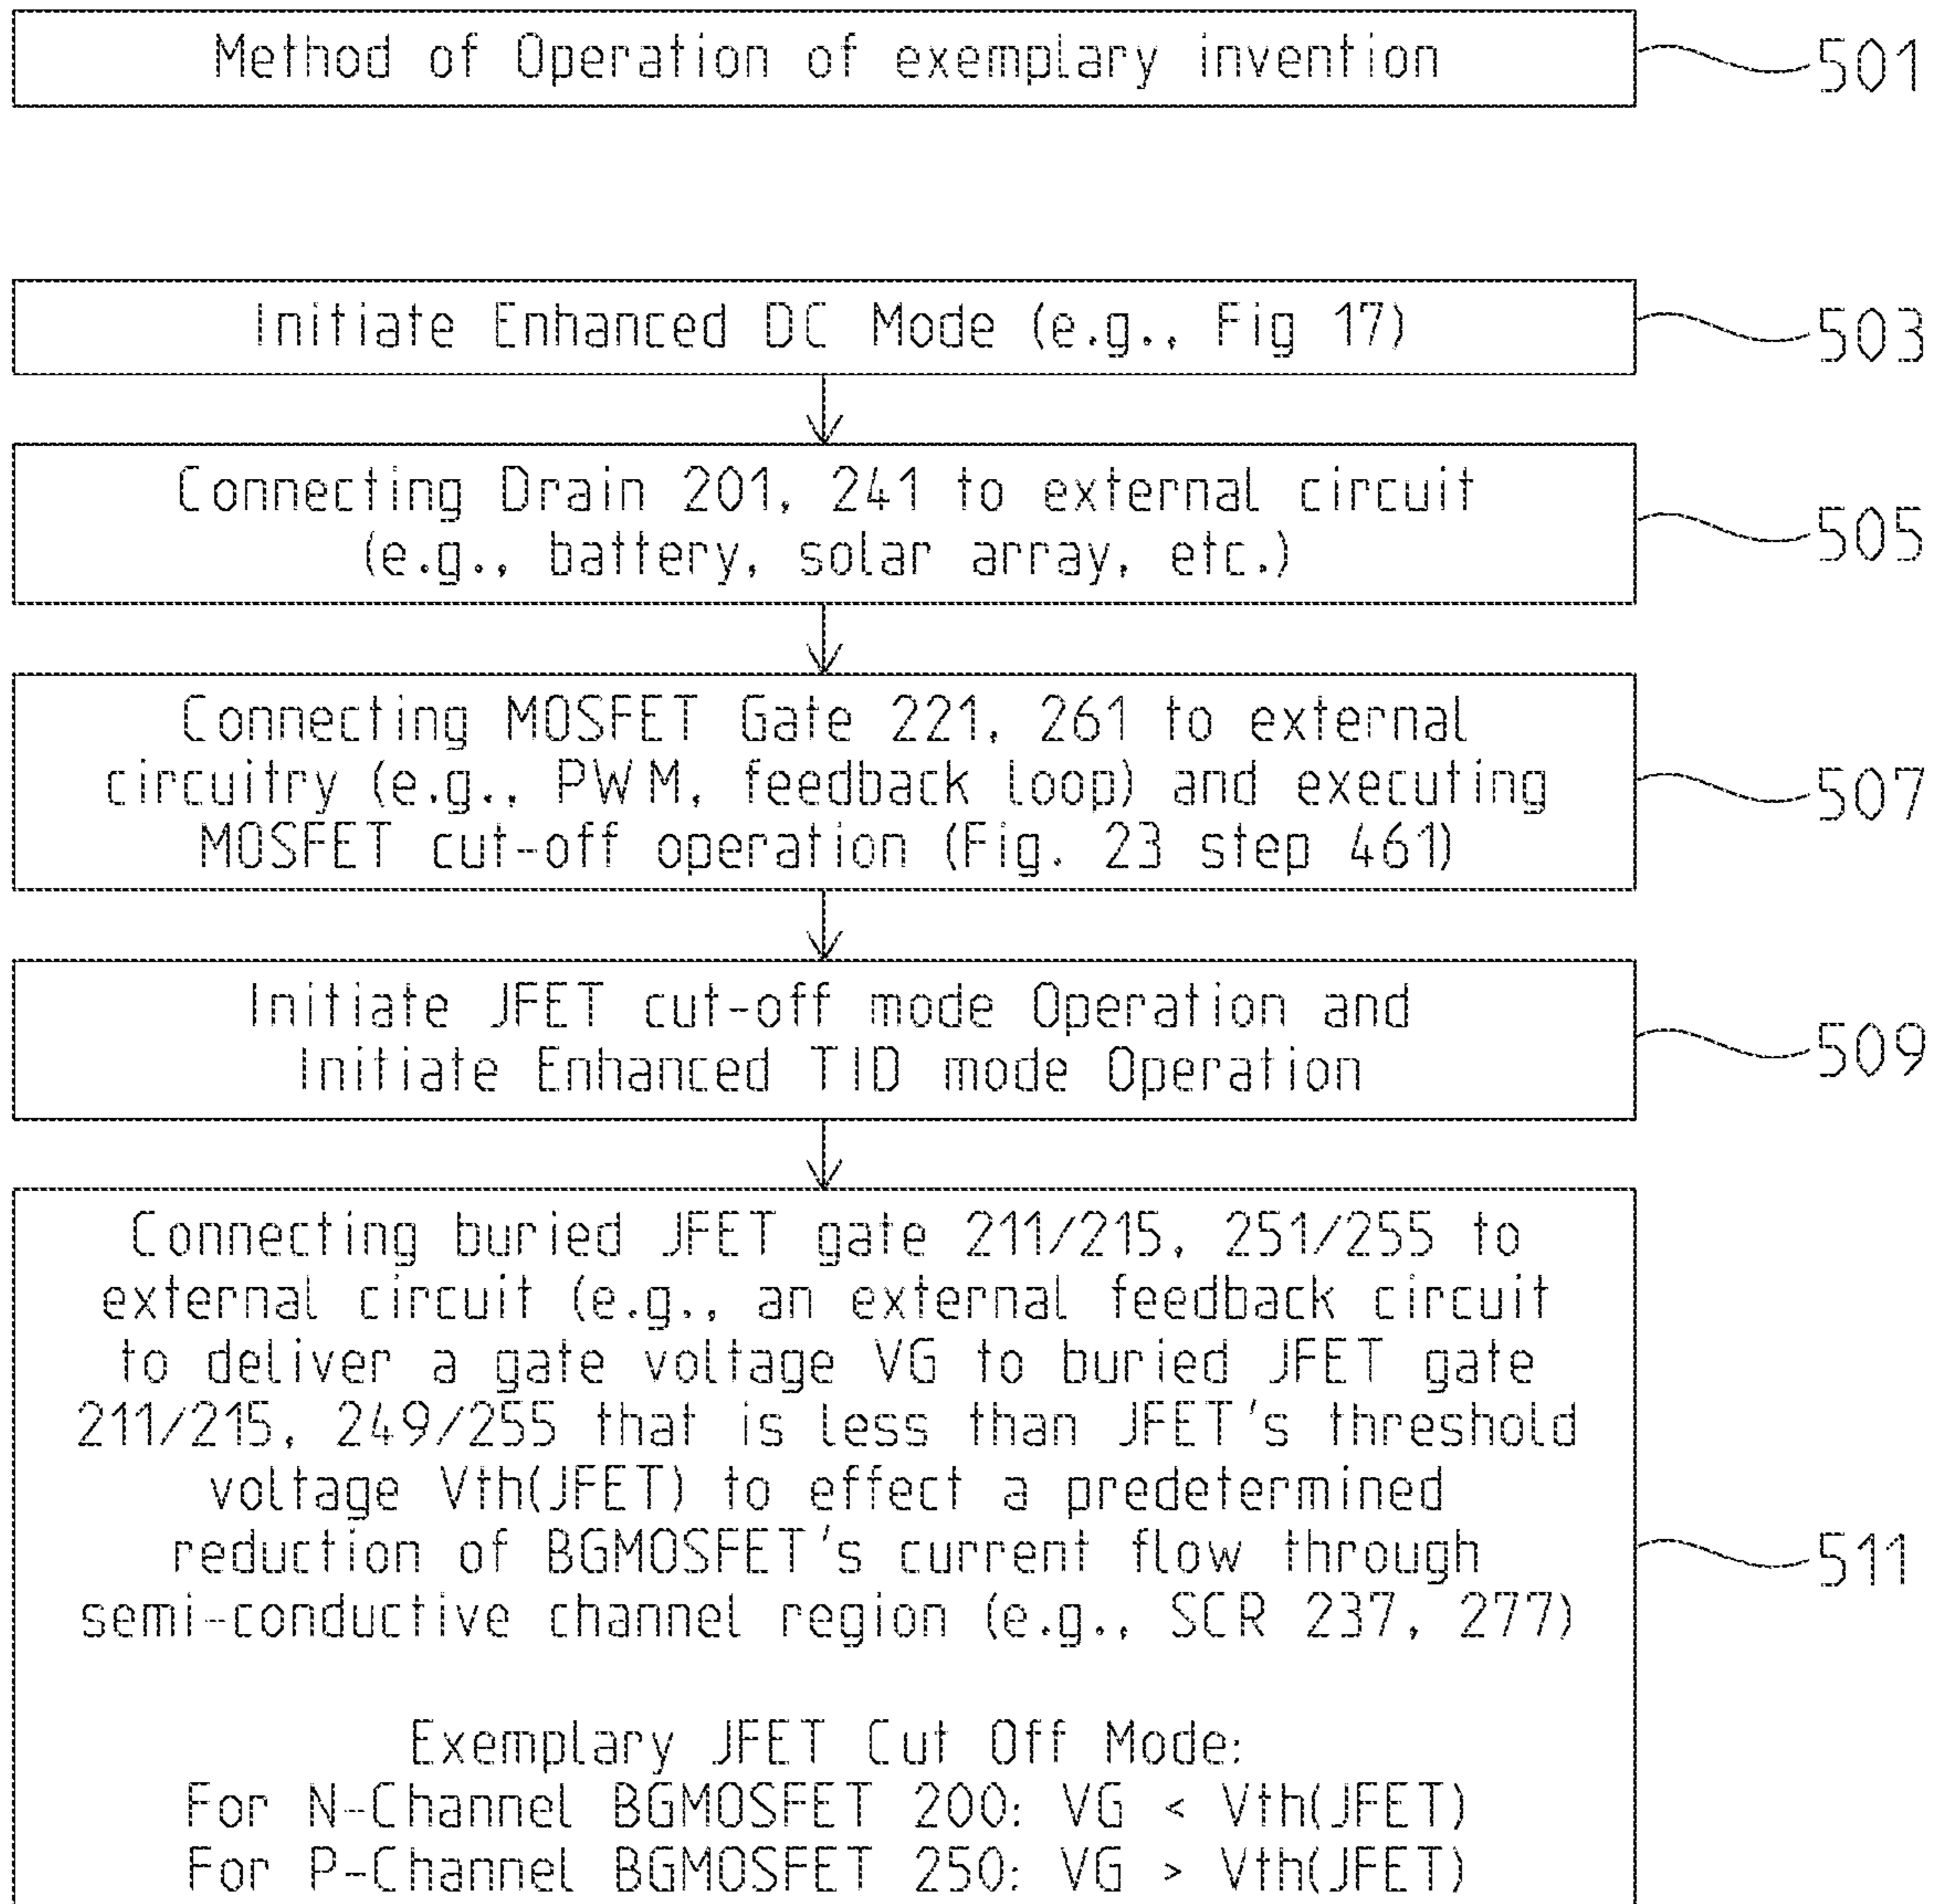 Method of Operation of exemplary invention
501
Initiate Enhanced DC Mode (e.g., Fig 17)
503
Connecting Drain 201, 241 to external circuit
(e.g., battery, solar array, etc.)
505
Connecting MOSFET Gate 221, 261 to external
circuitry (e.g., PWM, feedback loop) and executing
MOSFET cut-off operation (Fig. 23 step 461)
507
Initiate JFET cut-off mode Operation and
Initiate Enhanced TID mode Operation
509
Connecting buried JFET gate 211/215, 251/255 to
external circuit (e.g., an external feedback circuit
to deliver a gate voltage VG to buried JFET gate
211/215, 249/255 that is less than JFET's threshold
voltage Vth(JFET) to effect a predetermined
reduction of BGMOSFET's current flow through
semi-conductive channel region (e.g., SCR 237, 277)
511
Exemplary JFET Cut Off Mode:
For N-Channel BGMOSFET 200: VG < Vth(JFET)
For P-Channel BGMOSFET 250: VG > Vth(JFET)